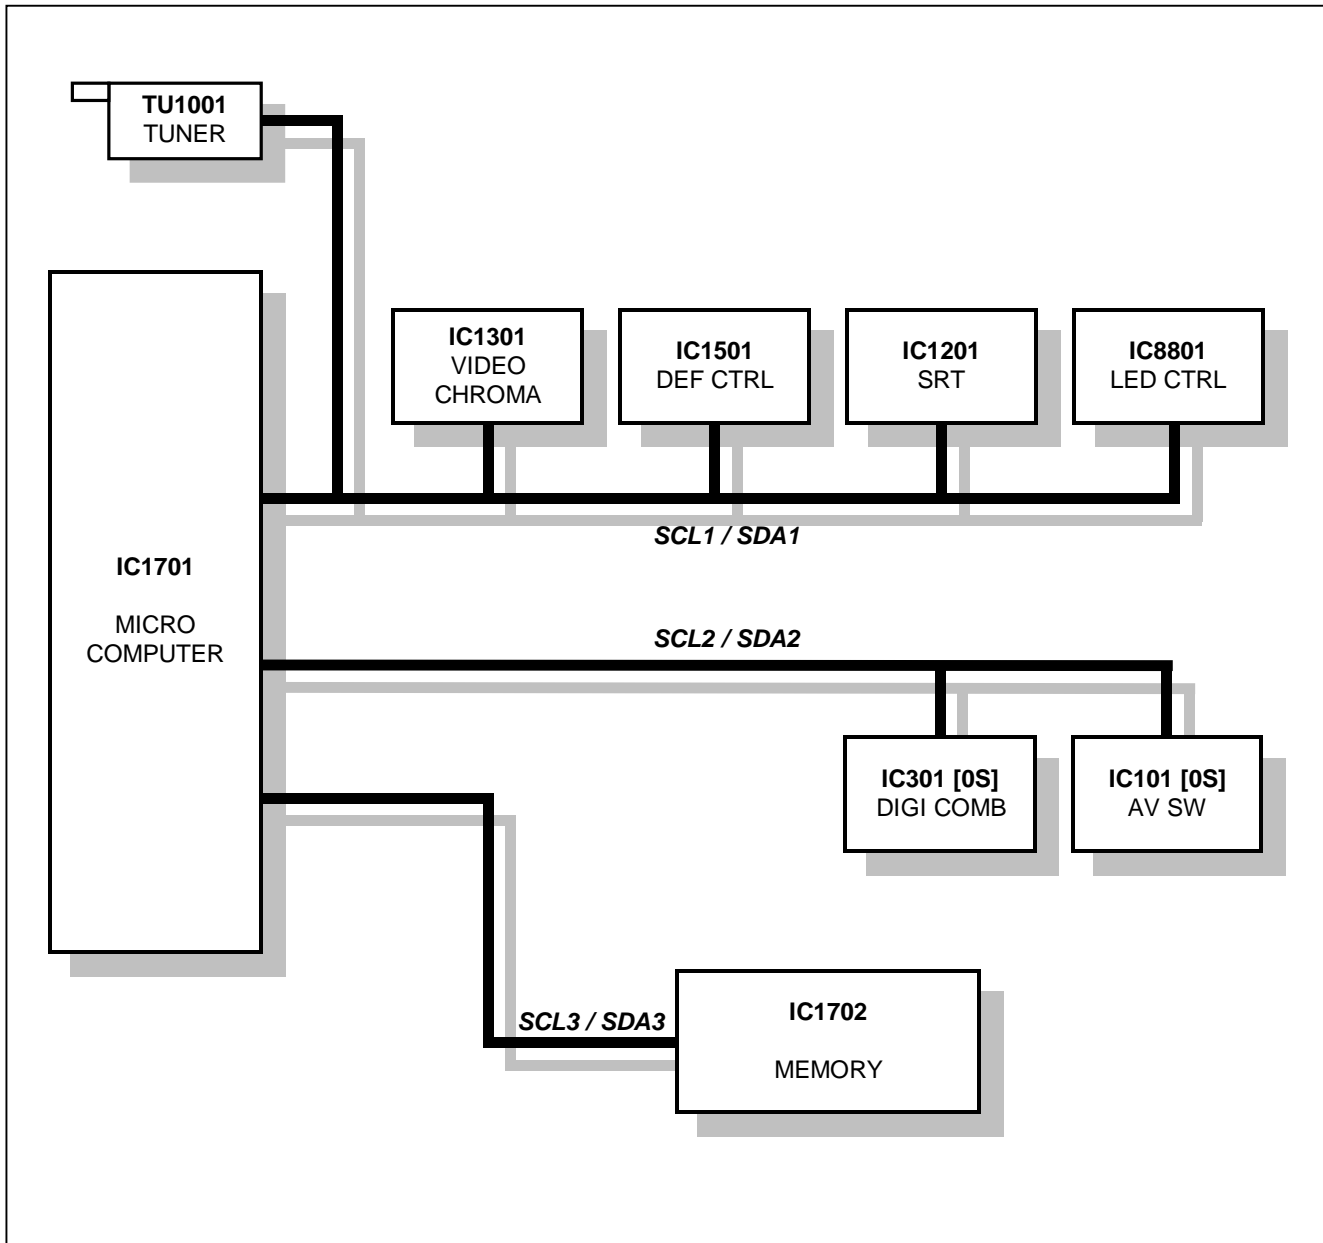 TU1001
TUNER
IC1301
VIDEO
CHROMA
IC1501
DEF CTRL
IC1201
SRT
IC8801
LED CTRL
SCL1 / SDA1
IC1701
MICRO
COMPUTER
SCL2 / SDA2
IC301 [0S]
DIGI COMB
IC101 [0S]
AV SW
SCL3 / SDA3
IC1702
MEMORY